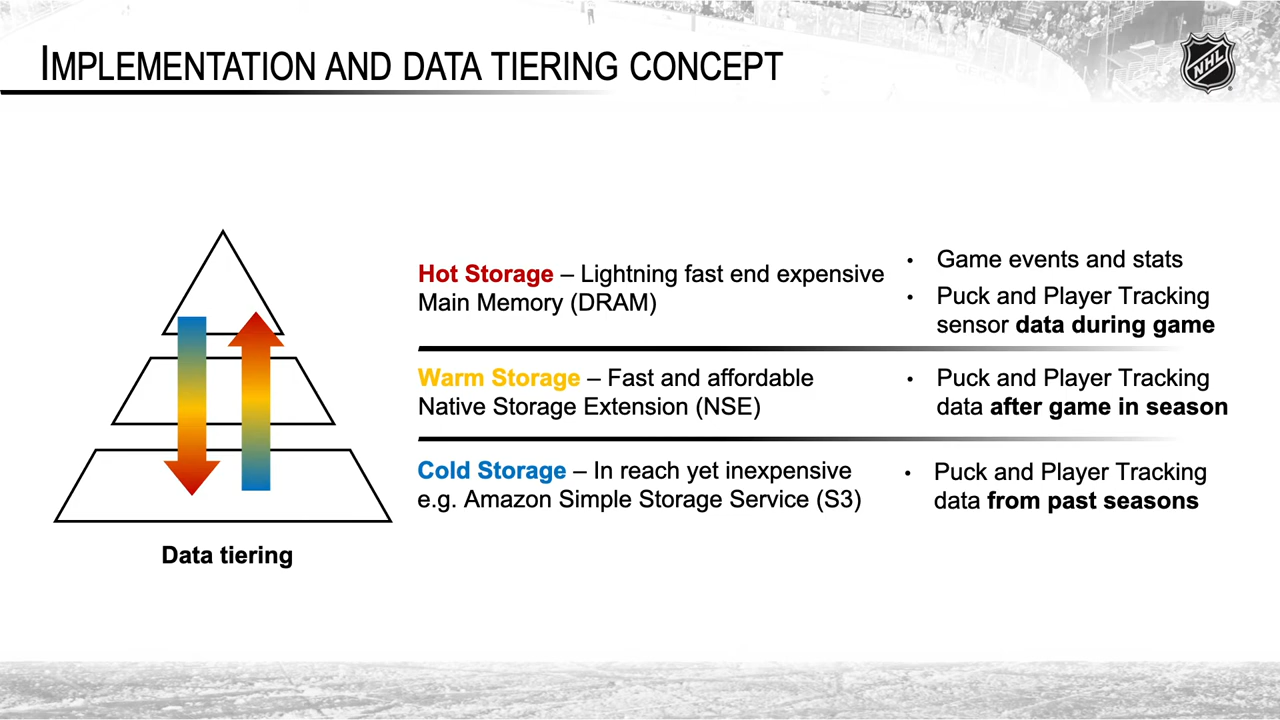 IMPLEMENTATION AND DATA TIERING CONCEPT
NHL
Hot Storage – Lightning fast end expensive
Main Memory (DRAM)
• Game events and stats
• Puck and Player Tracking
sensor data during game
Warm Storage – Fast and affordable
Native Storage Extension (NSE)
• Puck and Player Tracking
data after game in season
Cold Storage – In reach yet inexpensive
e.g. Amazon Simple Storage Service (S3)
• Puck and Player Tracking
data from past seasons
Data tiering